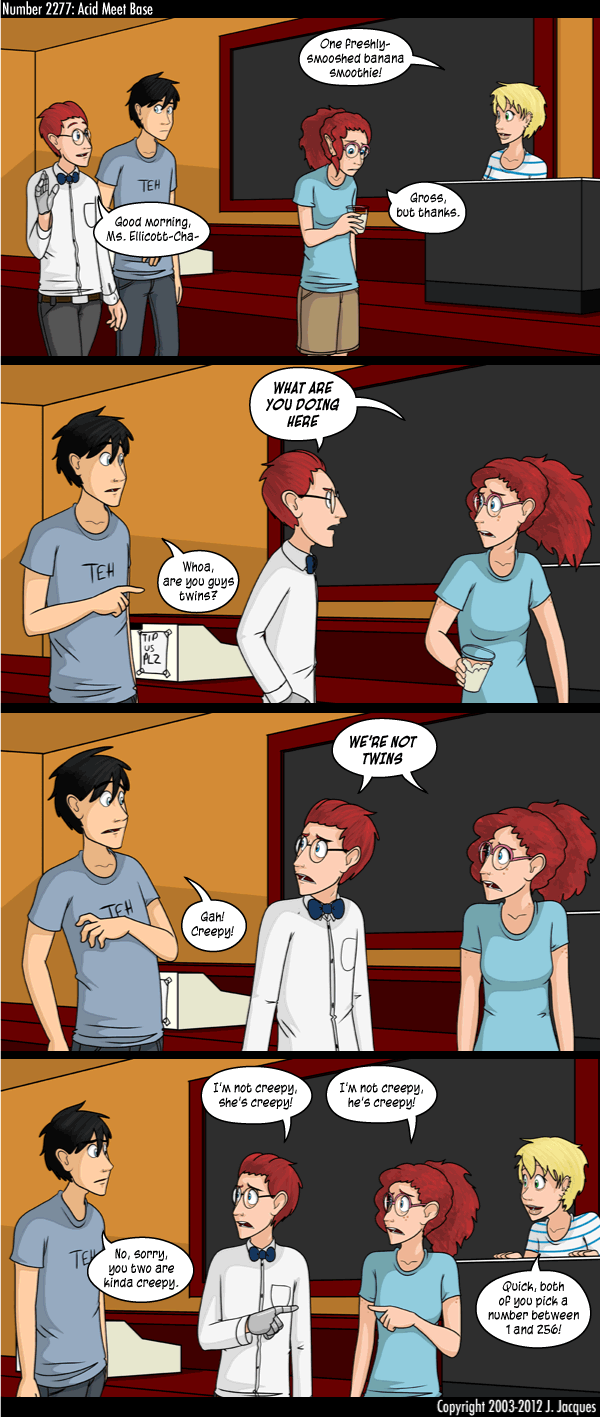 Number 2277: Acid Meet Base
One freshly-
smooshed banana
smoothie!
Good morning,
Ms. Ellicott-Cha-
TEH
Gross,
but thanks.
WHAT ARE
YOU DOING
HERE
TEH
Whoa,
are you guys
twins?
TIP
US
PLZ
WE'RE NOT
TWINS
TEH
Gah!
Creepy!
I'm not creepy,
she's creepy!
I'm not creepy,
he's creepy!
TEH
No, sorry,
you two are
kinda creepy.
Quick, both
of you pick a
number between
1 and 256!
Copyright 2003-2012 J. Jacques